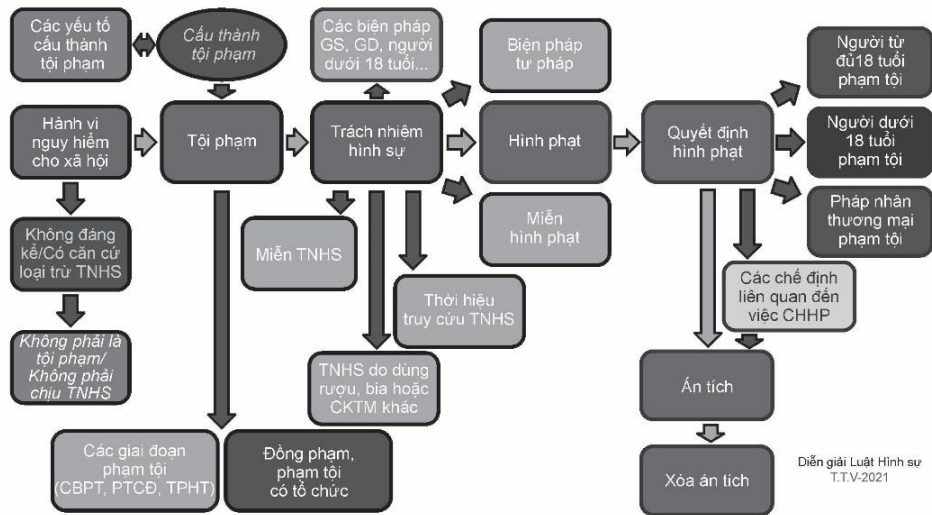 Các yếu tố
cấu thành
tội phạm
Cấu thành
tội phạm
Các biện pháp
GS, GD, người
dưới 18 tuổi...
Biện pháp
tư pháp
Người từ
đủ18 tuổi
phạm tội
Hành vi
nguy hiểm
cho xã hội
Tội phạm
Trách nhiệm
hình sự
Hình phạt
Quyết định
hình phạt
Người dưới
18 tuổi
phạm tội
Không đáng
kể/Có căn cứ
loại trừ TNHS
Miễn TNHS
Miễn
hình phạt
Pháp nhân
thương mại
phạm tội
Thời hiệu
truy cứu TNHS
Các chế định
liên quan đến
việc CHHP
Không phải là
tội phạm/
Không phải
chịu TNHS
TNHS do dùng
rượu, bia hoặc
CKTM khác
Án tích
Các giai đoạn
phạm tội
(CBPT, PTCĐ, TPHT)
Đồng phạm,
phạm tội
có tổ chức
Xóa án tích
Diễn giải Luật Hình sự
T.T.V-2021